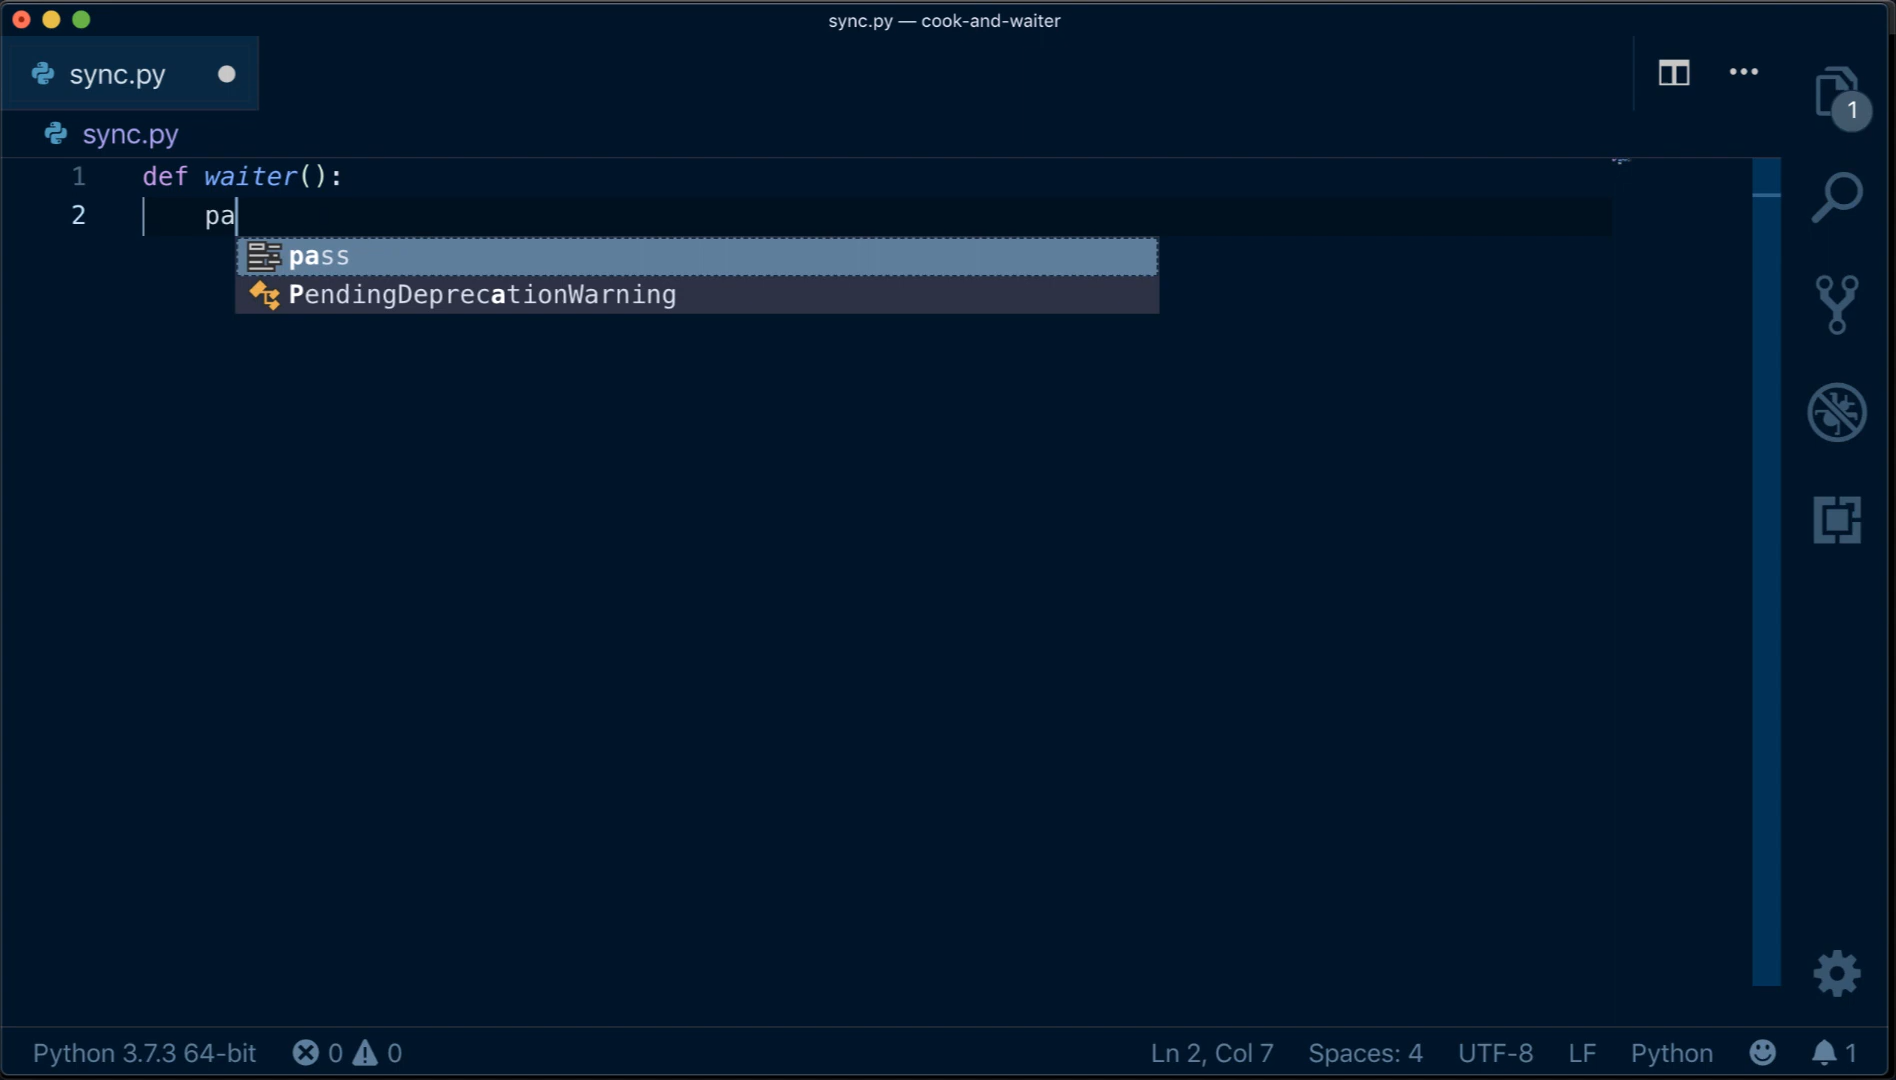 sync.py — cook-and-waiter
sync.py
1
sync.py
1 def waiter():
2 pa
pass
PendingDeprecationWarning
Python 3.7.3 64-bit 0 0 Ln 2, Col 7 Spaces: 4 UTF-8 LF Python 1